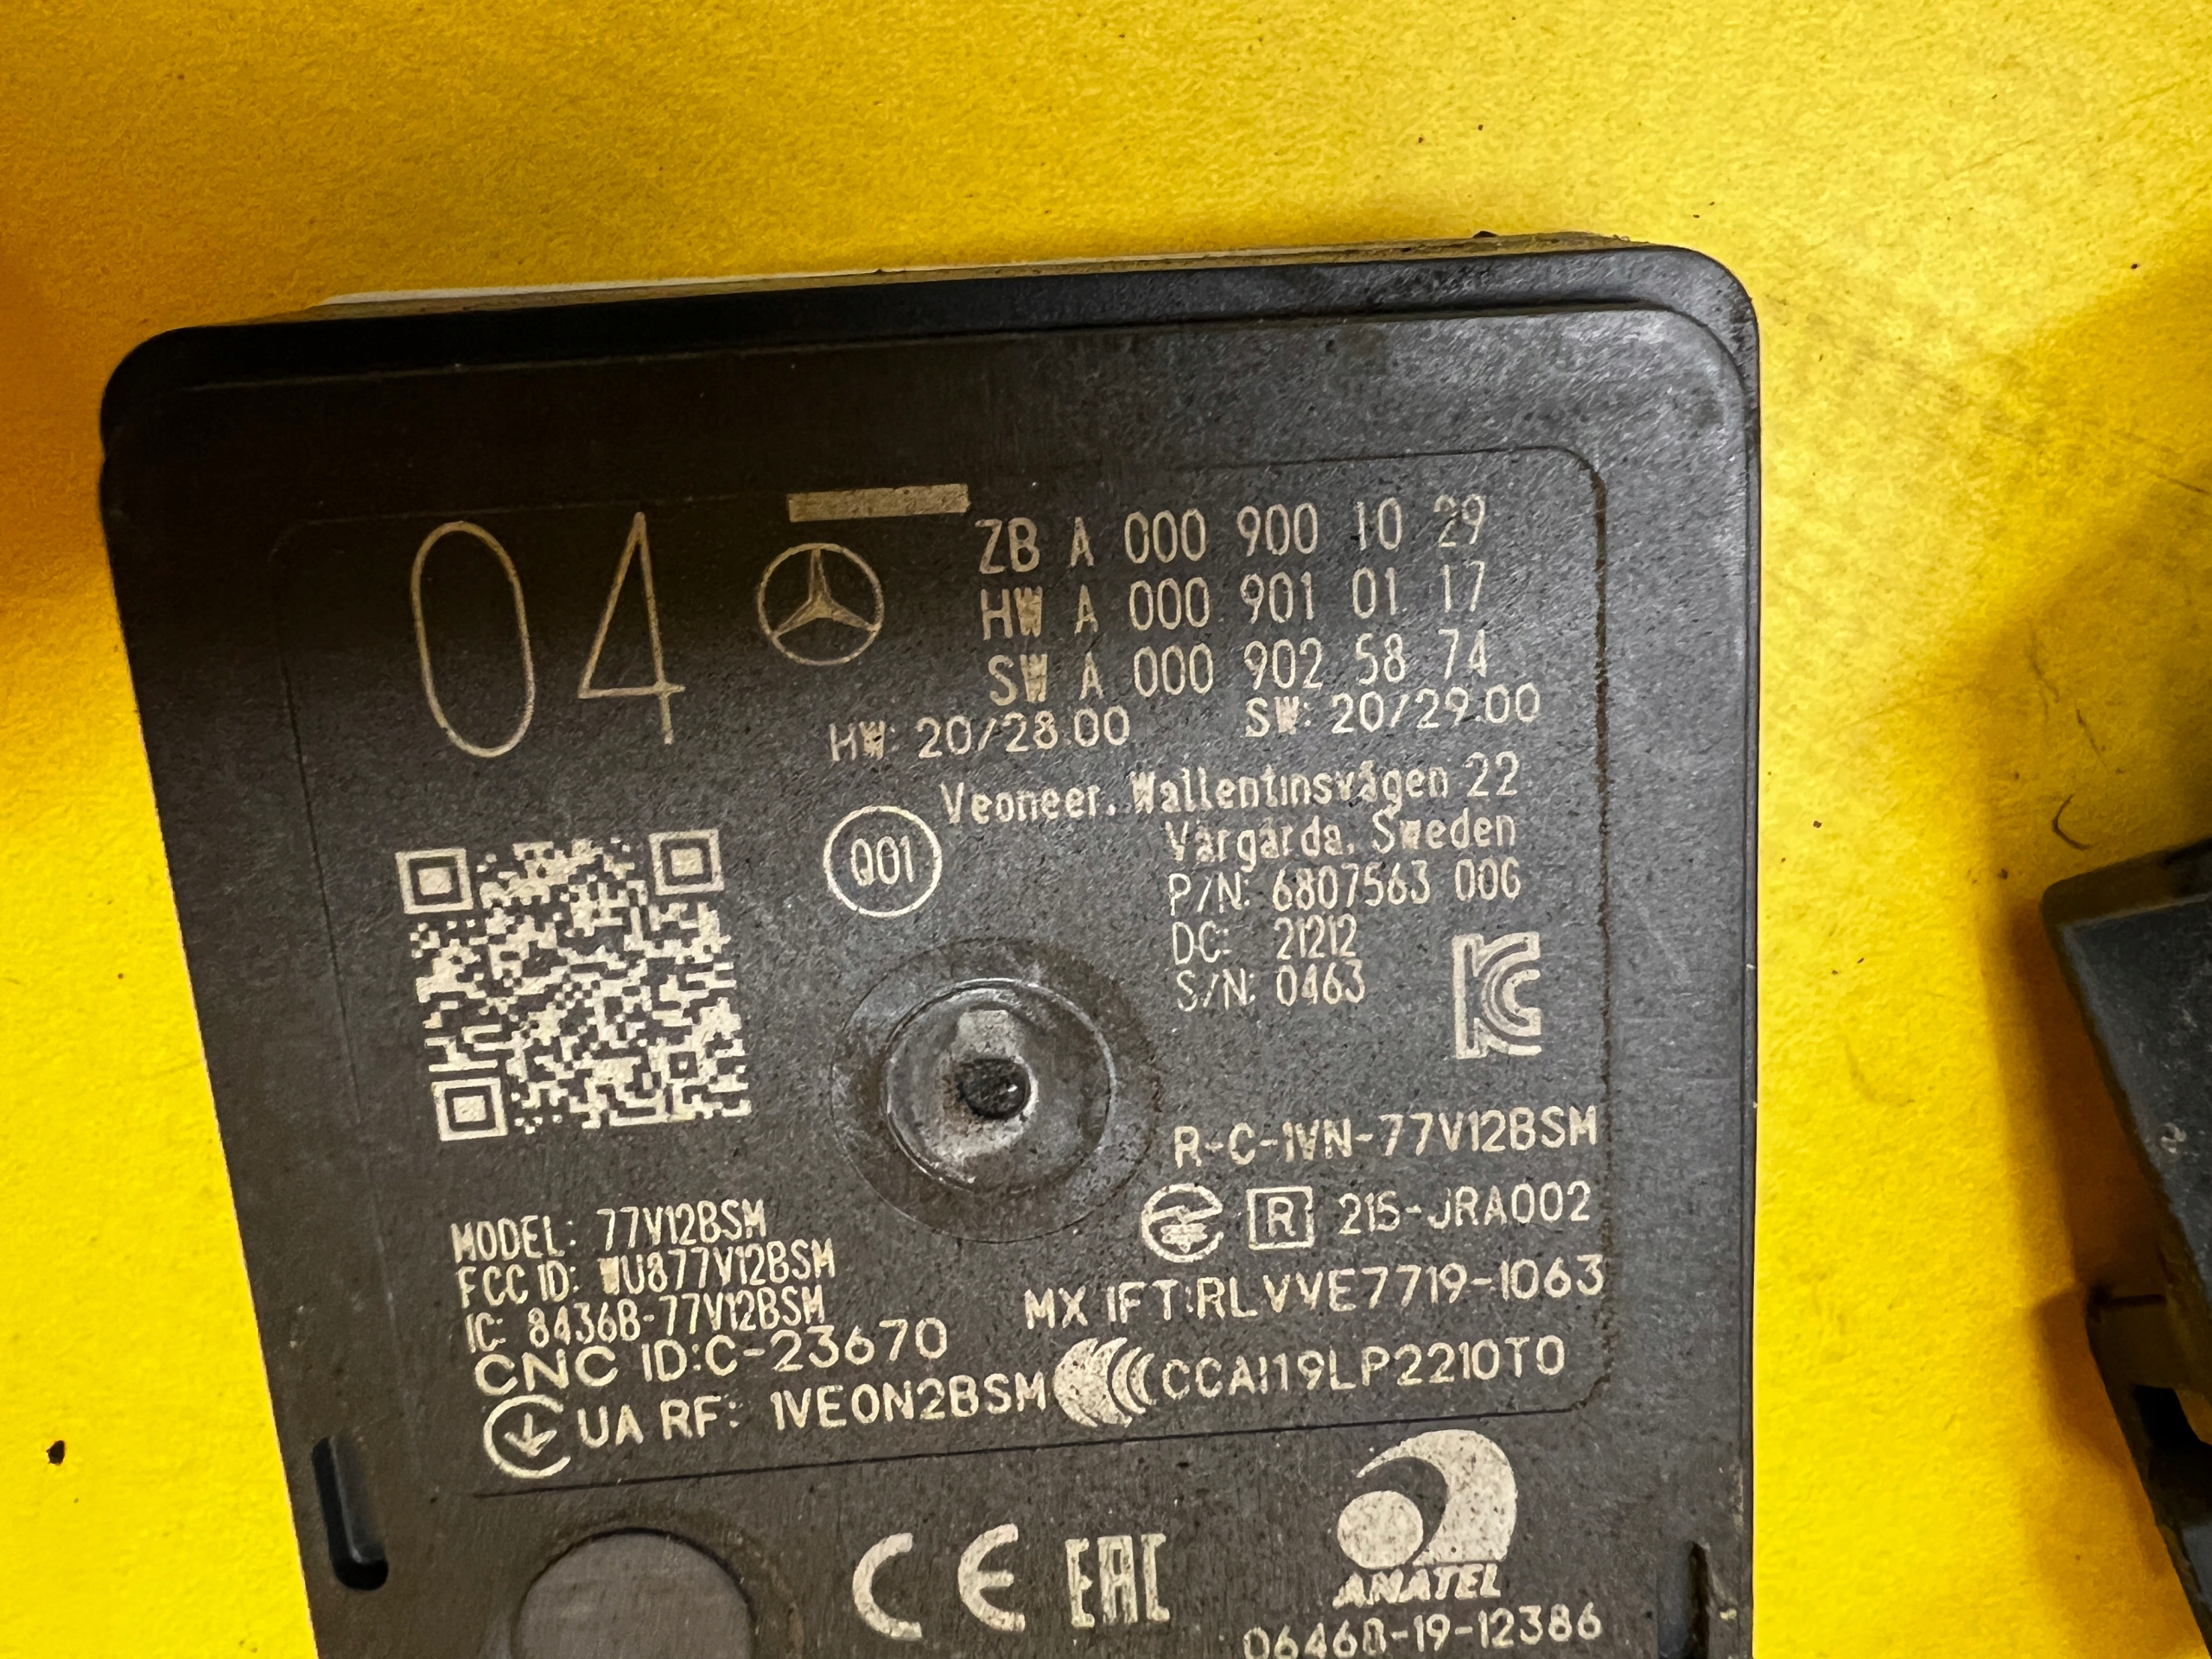 04
ZB A 000 900 10 29
HW A 000 901 01 17
SW A 000 902 58 74
HW: 20/28.00 SW: 20/29.00
Veoneer, Wallentinsvägen 22
Vårgårda, Sweden
Q01
P/N: 6807563 00G
DC: 21212
S/N: 0463
R-C-1VN-77V12BSM
R 215-JRA002
MODEL: 77V12BSM
FCC ID: WU877V12BSM
IC: 8436B-77V12BSM
MX IFT:RLVVE7719-1063
CNC ID:C-23670
UA RF: 1VEON2BSM
CCAI19LP2210T0
CE EAC
ANATEL
06468-19-12386